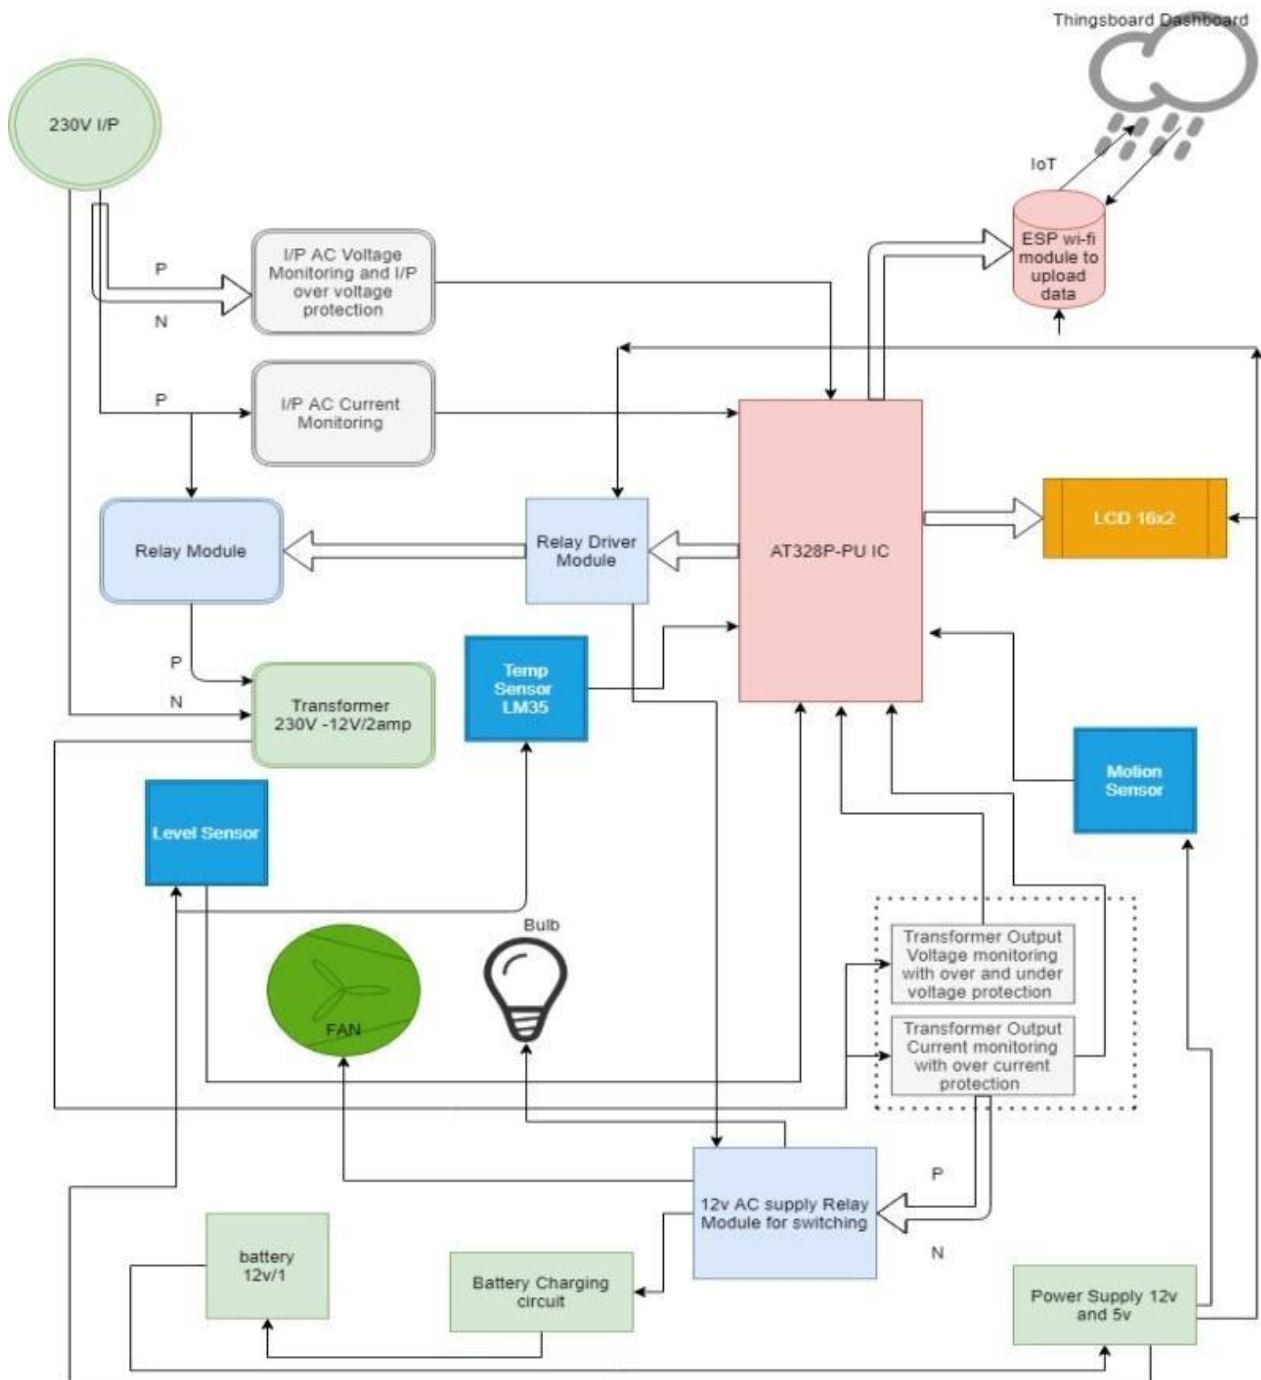 Thingsboard Dashboard
230V I/P
IoT
P
N
I/P AC Voltage
Monitoring and I/P
over voltage
protection
ESP wi-fi
module to
upload
data
P
I/P AC Current
Monitoring
Relay Module
Relay Driver
Module
AT328P-PU IC
LCD 16x2
P
N
Transformer
230V -12V/2amp
Temp
Sensor
LM35
Motion
Sensor
Level Sensor
FAN
Bulb
Transformer Output
Voltage monitoring
with over and under
voltage protection
Transformer Output
Current monitoring
with over current
protection
P
N
12v AC supply Relay
Module for switching
battery
12v/1
Battery Charging
circuit
Power Supply 12v
and 5v